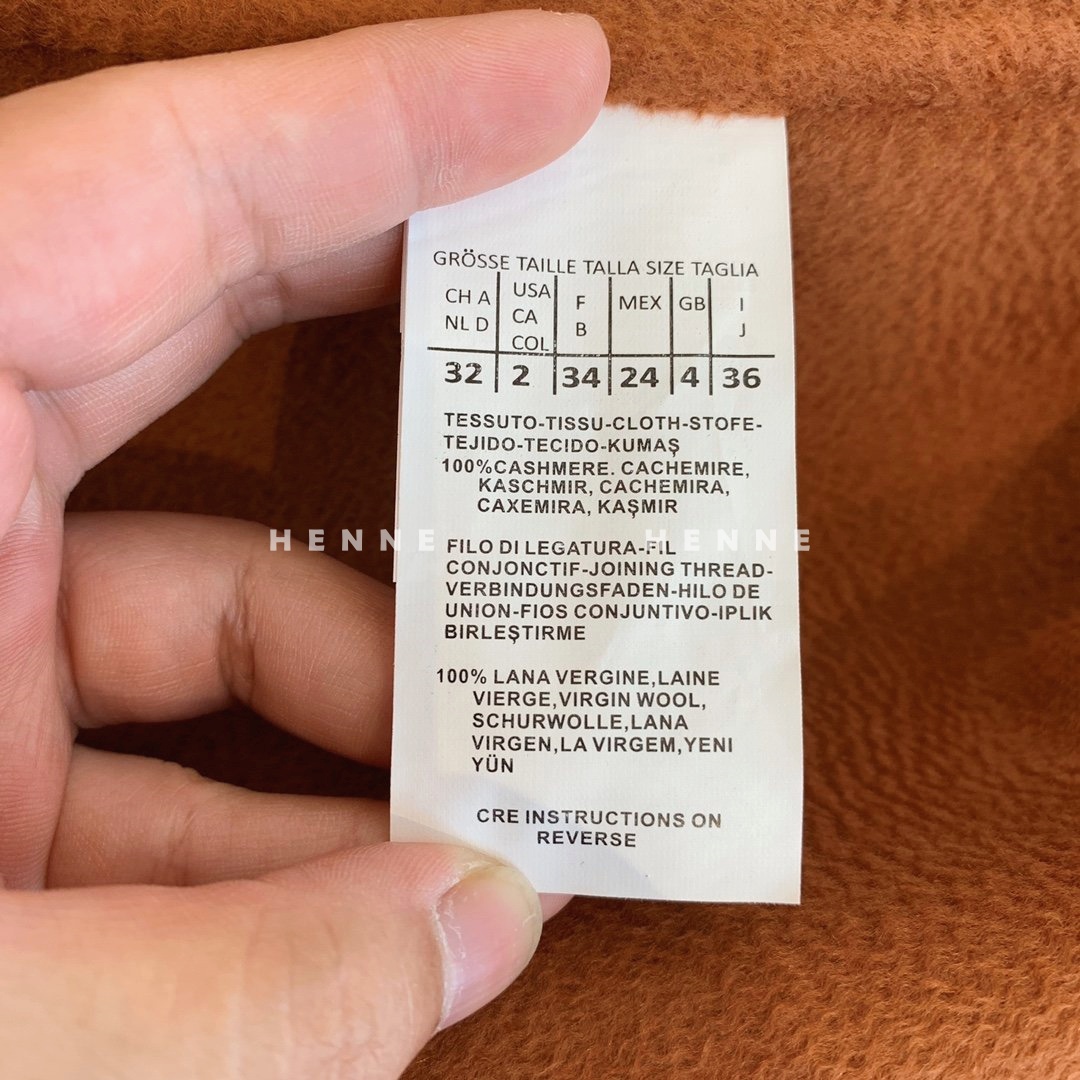 GRÖSSE TAILLE TALLA SIZE TAGLIA
CH A USA F MEX GB I
NL D CA B J
COL
32 2 34 24 4 36
TESSUTO-TISSU-CLOTH-STOFE-
TEJIDO-TECIDO-KUMAŞ
100%CASHMERE. CACHEMIRE,
KASCHMIR, CACHEMIRA,
CAXEMIRA, KAŞMIR
HENNE HENNE
FILO DI LEGATURA-FIL
CONJONCTIF-JOINING THREAD-
VERBINDUNGSFADEN-HILO DE
UNION-FIOS CONJUNTIVO-IPLIK
BIRLEŞTIRME
100% LANA VERGINE,LAINE
VIERGE,VIRGIN WOOL,
SCHURWOLLE,LANA
VIRGEN,LA VIRGEM,YENI
YÜN
CRE INSTRUCTIONS ON
REVERSE